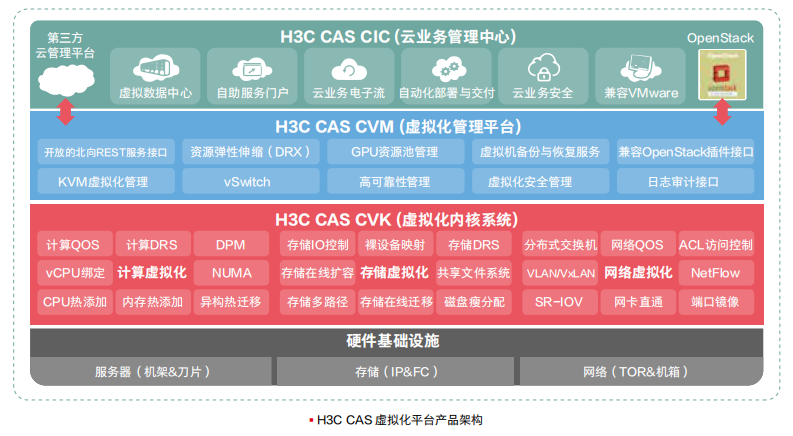 第三方
云管理平台
H3C CAS CIC (云业务管理中心)
OpenStack
虚拟数据中心
自助服务门户
云业务电子流
自动化部署与交付
云业务安全
兼容VMware
OpenStack
openstack
H3C CAS CVM (虚拟化管理平台)
开放的北向REST服务接口
资源弹性伸缩（DRX）
GPU资源池管理
虚拟机备份与恢复服务
兼容OpenStack插件接口
KVM虚拟化管理
vSwitch
高可靠性管理
虚拟化安全管理
日志审计接口
H3C CAS CVK (虚拟化内核系统)
计算QOS
计算DRS
DPM
存储IO控制
裸设备映射
存储DRS
分布式交换机
网络QOS
ACL访问控制
vCPU绑定
计算虚拟化
NUMA
存储在线扩容
存储虚拟化
共享文件系统
VLAN/VxLAN
网络虚拟化
NetFlow
CPU热添加
内存热添加
异构热迁移
存储多路径
存储在线迁移
磁盘瘦分配
SR-IOV
网卡直通
端口镜像
硬件基础设施
服务器（机架&刀片）
存储（IP&FC）
网络（TOR&机箱）
▪ H3C CAS 虚拟化平台产品架构